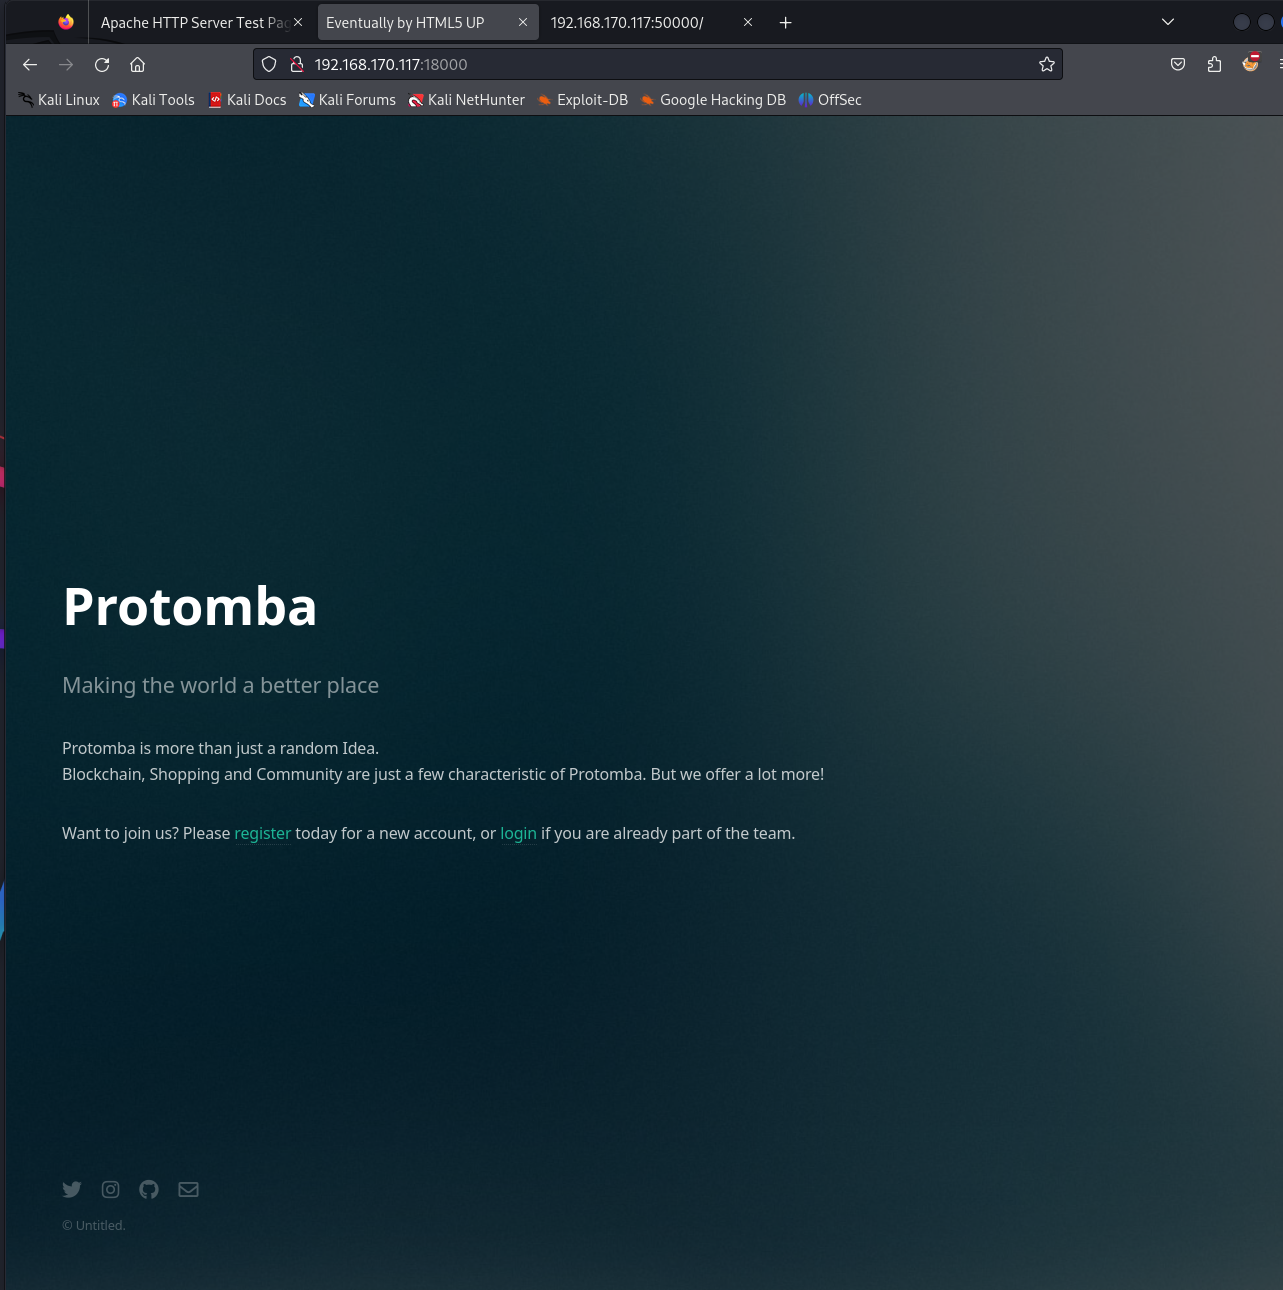 Apache HTTP Server Test Pag
Eventually by HTML5 UP
192.168.170.117:50000/
192.168.170.117:18000
Kali Linux
Kali Tools
Kali Docs
Kali Forums
Kali NetHunter
Exploit-DB
Google Hacking DB
OffSec
Protomba
Making the world a better place
Protomba is more than just a random Idea.
Blockchain, Shopping and Community are just a few characteristic of Protomba. But we offer a lot more!
Want to join us? Please register today for a new account, or login if you are already part of the team.
© Untitled.